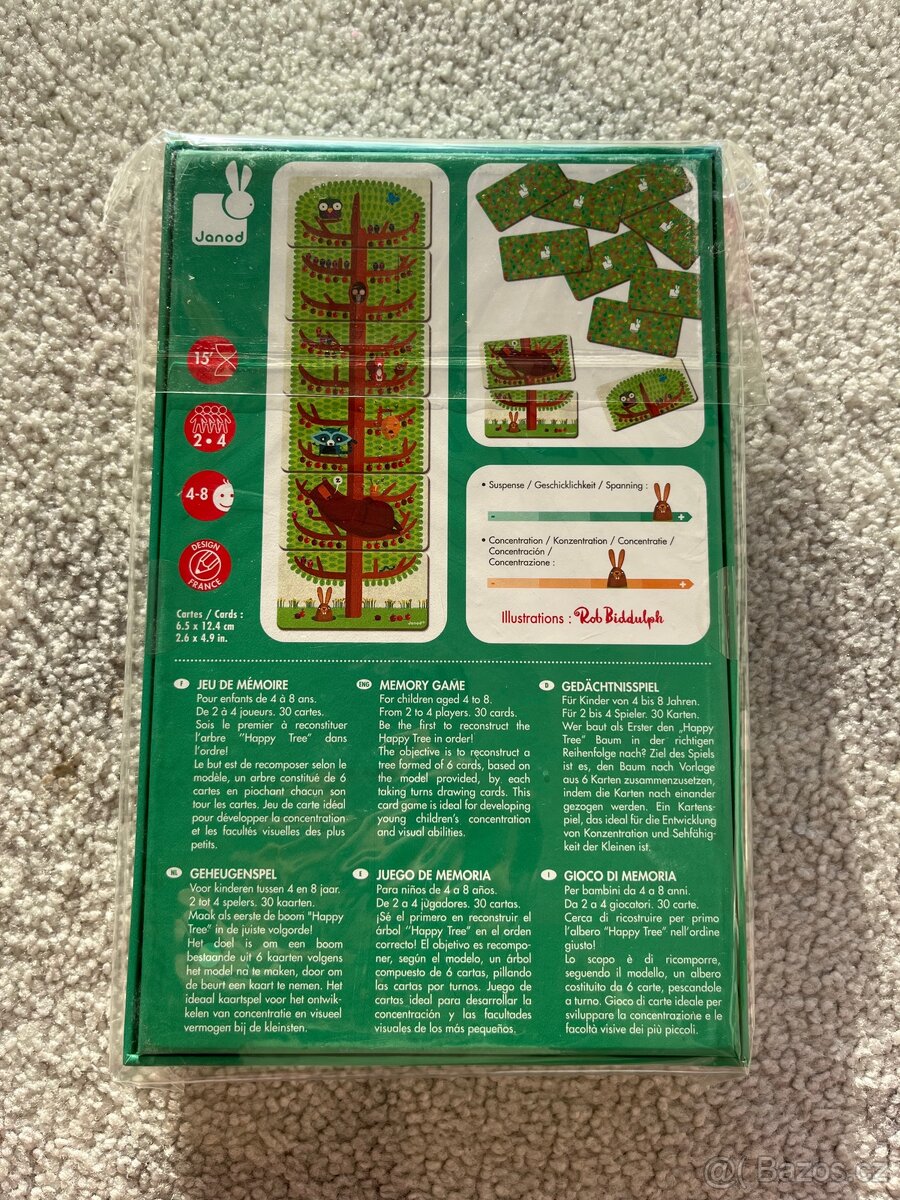 Janod
15'
2 • 4
4-8
DESIGN
FRANCE
Cartes / Cards :
6.5 x 12.4 cm
2.6 x 4.9 in.
z
Janod
• Suspense / Geschicklichkeit / Spanning :
- +
• Concentration / Konzentration / Concentratie /
Concentración /
Concentrazione :
- +
Illustrations : Rob Biddulph
F JEU DE MÉMOIRE
Pour enfants de 4 à 8 ans.
De 2 à 4 joueurs. 30 cartes.
Sois le premier à reconstituer
l'arbre "Happy Tree" dans
l'ordre!
Le but est de recomposer selon le
modèle, un arbre constitué de 6
cartes en piochant chacun son
tour les cartes. Jeu de carte idéal
pour développer la concentration
et les facultés visuelles des plus
petits.
ENG MEMORY GAME
For children aged 4 to 8.
From 2 to 4 players. 30 cards.
Be the first to reconstruct the
Happy Tree in order!
The objective is to reconstruct a
tree formed of 6 cards, based on
the model provided, by each
taking turns drawing cards. This
card game is ideal for developing
young children's concentration
and visual abilities.
D GEDÄCHTNISSPIEL
Für Kinder von 4 bis 8 Jahren.
Für 2 bis 4 Spieler. 30 Karten.
Wer baut als Erster den „Happy
Tree" Baum in der richtigen
Reihenfolge nach? Ziel des Spiels
ist es, den Baum nach Vorlage
aus 6 Karten zusammenzusetzen,
indem die Karten nach einander
gezogen werden. Ein Karten-
spiel, das ideal für die Entwicklung
von Konzentration und Sehfähig-
keit der Kleinen ist.
NL GEHEUGENSPEL
Voor kinderen tussen 4 en 8 jaar.
2 tot 4 spelers. 30 kaarten.
Maak als eerste de boom "Happy
Tree" in de juiste volgorde!
Het doel is om een boom
bestaande uit 6 kaarten volgens
het model na te maken, door om
de beurt een kaart te nemen. Het
ideaal kaartspel voor het ontwik-
kelen van concentratie en visueel
vermogen bij de kleinsten.
E JUEGO DE MEMORIA
Para niños de 4 a 8 años.
De 2 a 4 jugadores. 30 cartas.
¡Sé el primero en reconstruir el
árbol "Happy Tree" en el orden
correcto! El objetivo es recompo-
ner, según el modelo, un árbol
compuesto de 6 cartas, pillando
las cartas por turnos. Juego de
cartas ideal para desarrollar la
concentración y las facultades
visuales de los más pequeños.
I GIOCO DI MEMORIA
Per bambini da 4 a 8 anni.
Da 2 a 4 giocatori. 30 carte.
Cerca di ricostruire per primo
l'albero "Happy Tree" nell'ordine
giusto!
Lo scopo è di ricomporre,
seguendo il modello, un albero
costituito da 6 carte, pescandole
a turno. Gioco di carte ideale per
sviluppare la concentrazione e le
facoltà visive dei più piccoli.
@( Bazos.cz